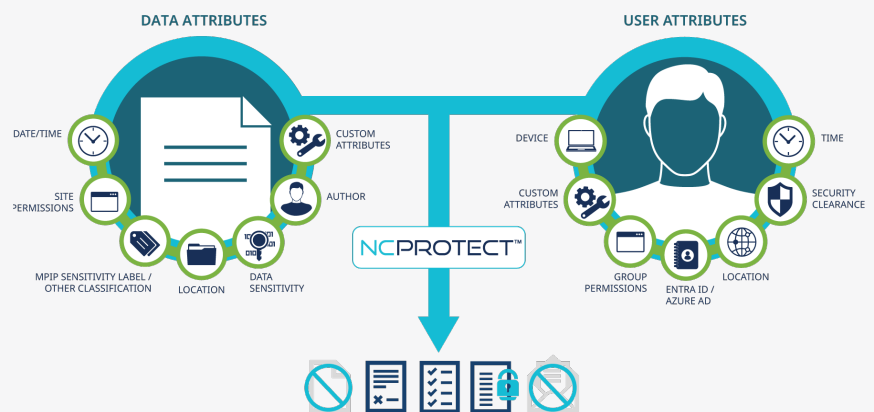 DATA ATTRIBUTES
USER ATTRIBUTES
DATE/TIME
CUSTOM
ATTRIBUTES
SITE
PERMISSIONS
AUTHOR
MPIP SENSITIVITY LABEL /
OTHER CLASSIFICATION
LOCATION
DATA
SENSITIVITY
NCPROTECT™
DEVICE
TIME
CUSTOM
ATTRIBUTES
SECURITY
CLEARANCE
GROUP
PERMISSIONS
ENTRA ID /
AZURE AD
LOCATION